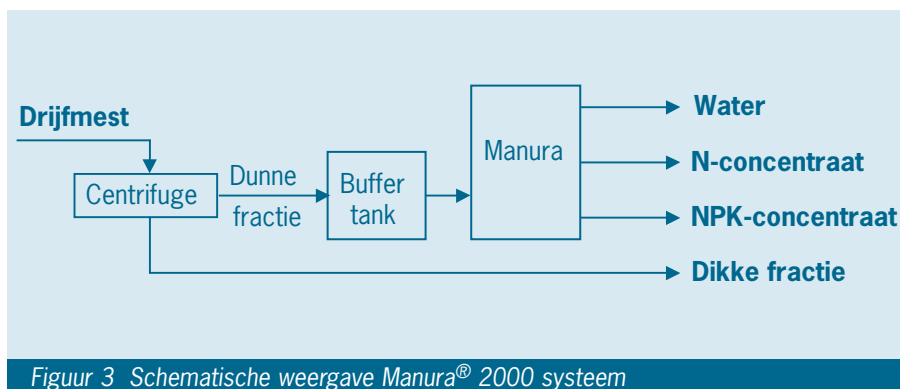 Drijfmest
Centrifuge
Dunne
fractie
Buffer
tank
Manura
Water
N-concentraat
NPK-concentraat
Dikke fractie
Figuur 3 Schematische weergave Manura® 2000 systeem